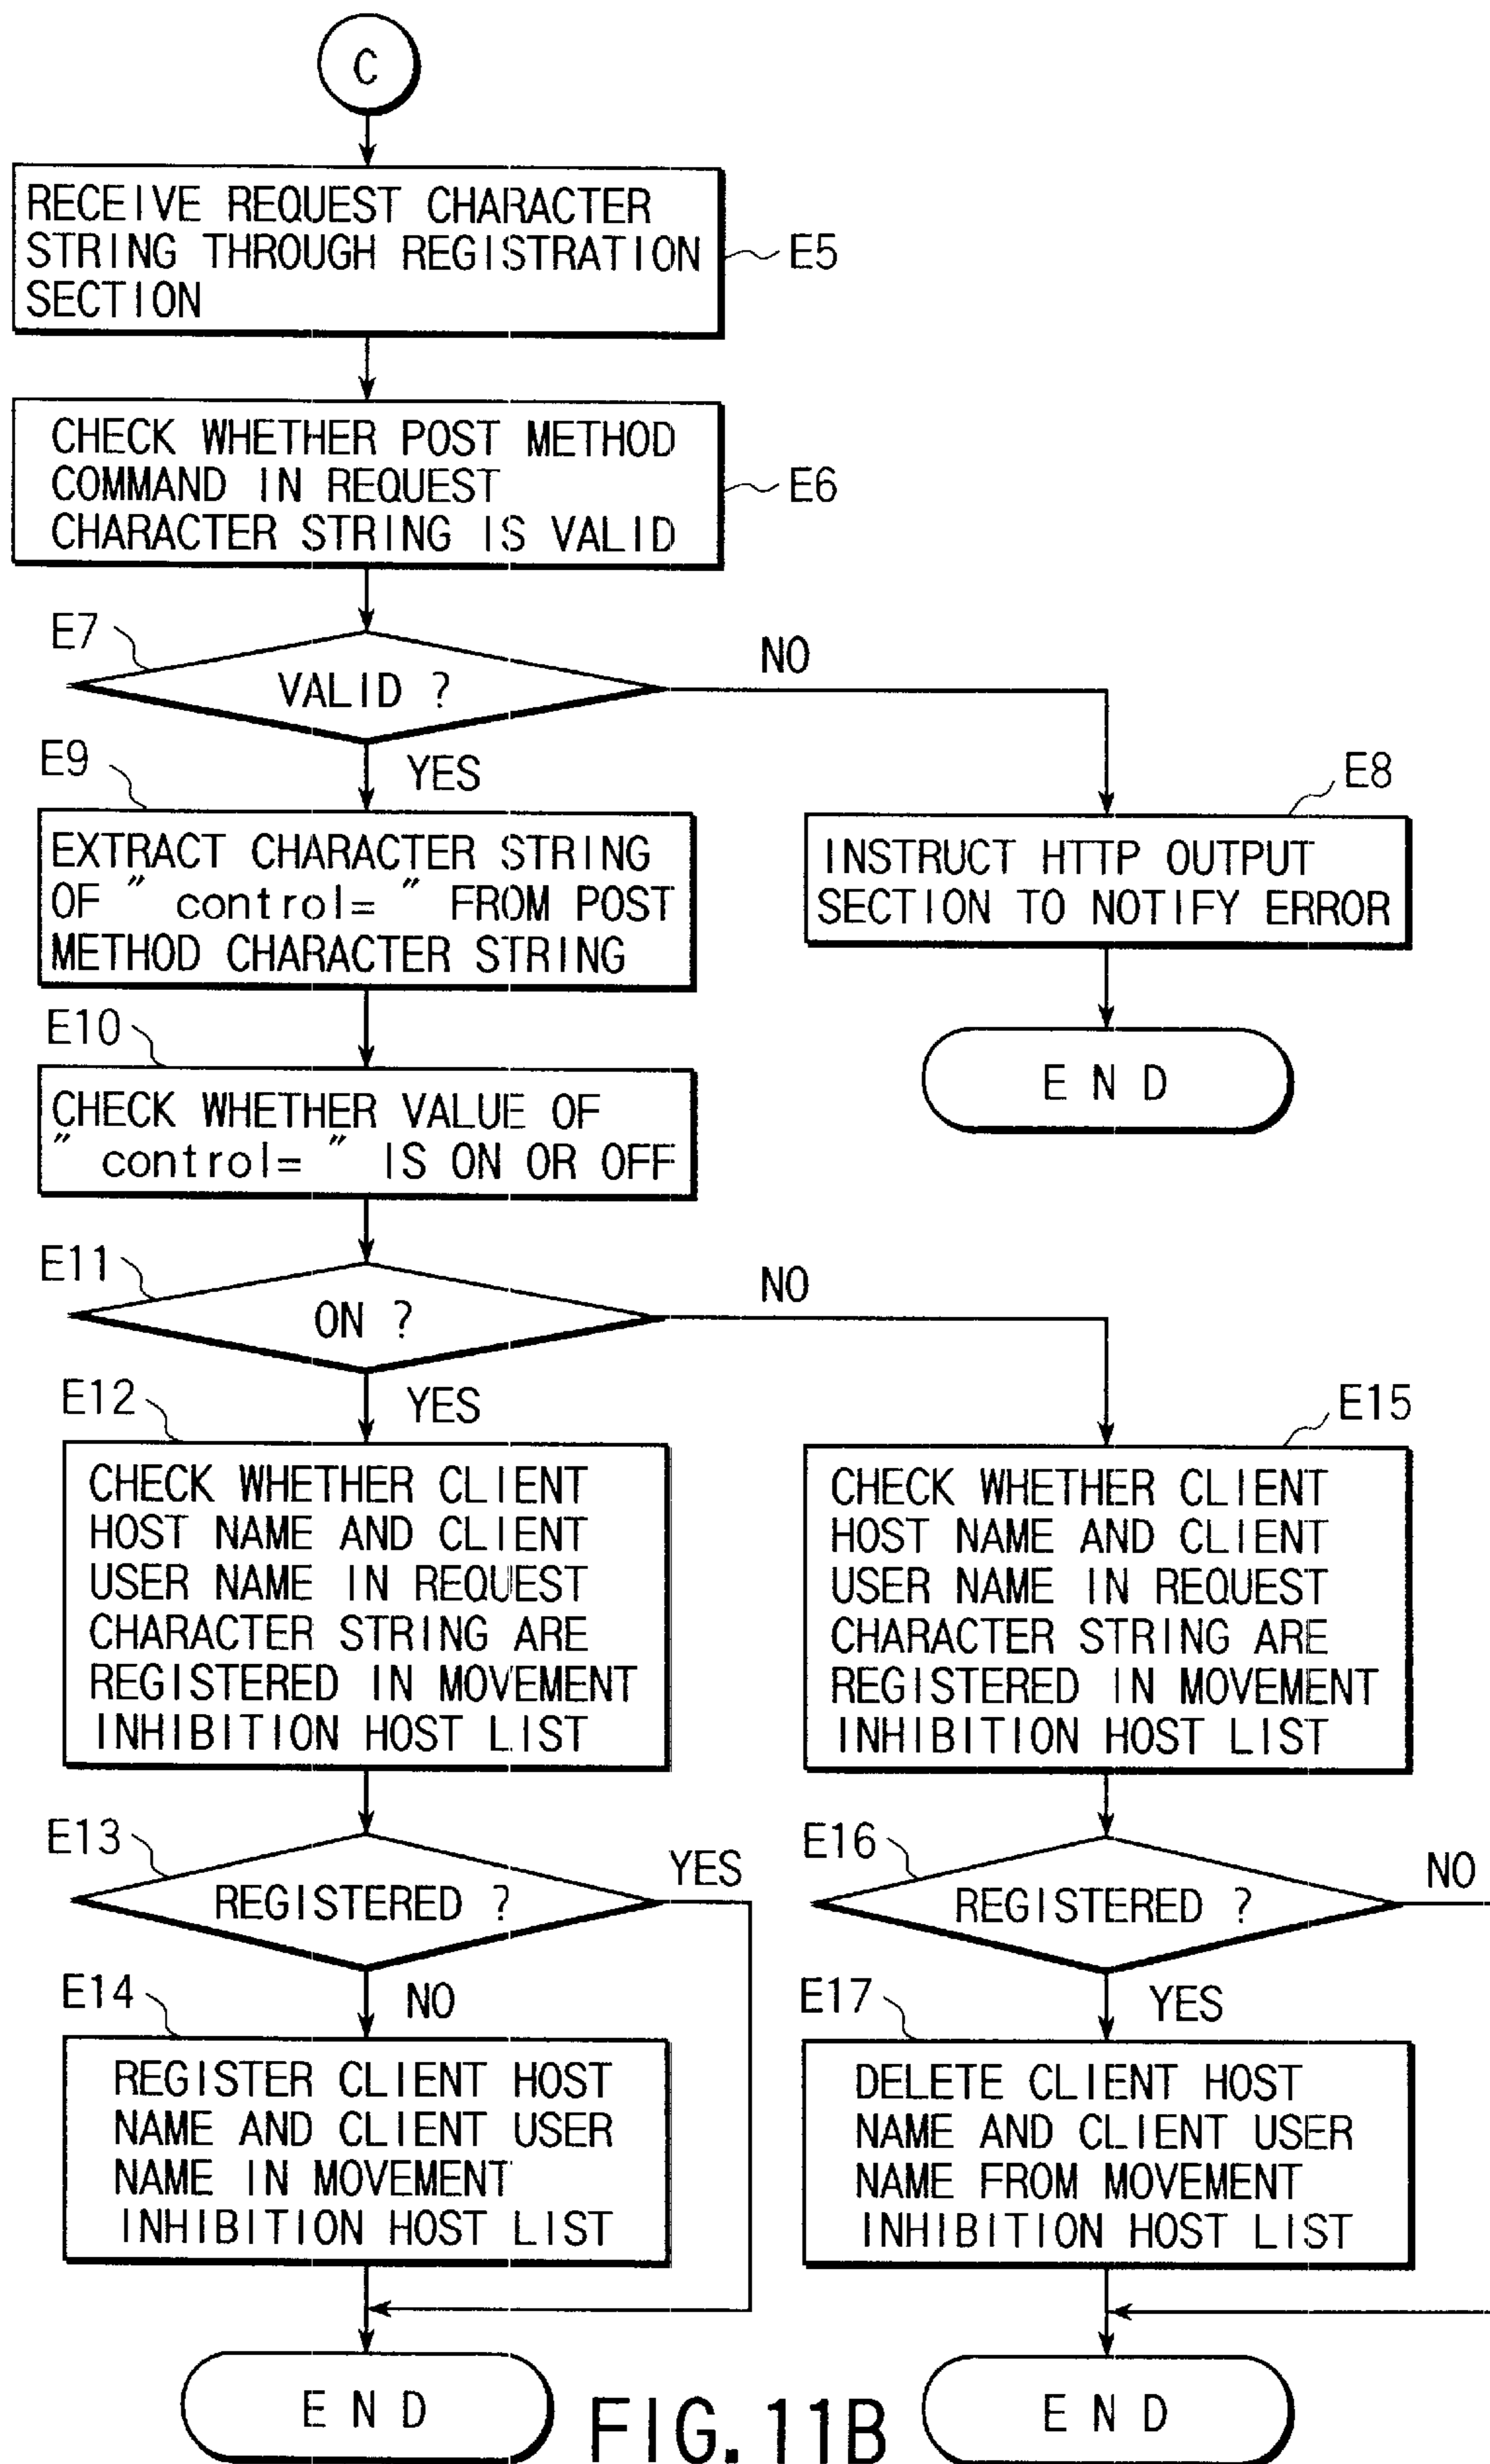 C
RECEIVE REQUEST CHARACTER
STRING THROUGH REGISTRATION
SECTION
E5
CHECK WHETHER POST METHOD
COMMAND IN REQUEST
CHARACTER STRING IS VALID
E6
E7
VALID ?
NO
YES
E9
EXTRACT CHARACTER STRING
OF " control= " FROM POST
METHOD CHARACTER STRING
E8
INSTRUCT HTTP OUTPUT
SECTION TO NOTIFY ERROR
END
E10
CHECK WHETHER VALUE OF
" control= " IS ON OR OFF
E11
ON ?
NO
YES
E12
CHECK WHETHER CLIENT
HOST NAME AND CLIENT
USER NAME IN REQUEST
CHARACTER STRING ARE
REGISTERED IN MOVEMENT
INHIBITION HOST LIST
E15
CHECK WHETHER CLIENT
HOST NAME AND CLIENT
USER NAME IN REQUEST
CHARACTER STRING ARE
REGISTERED IN MOVEMENT
INHIBITION HOST LIST
E13
REGISTERED ?
YES
NO
E16
REGISTERED ?
NO
YES
E14
REGISTER CLIENT HOST
NAME AND CLIENT USER
NAME IN MOVEMENT
INHIBITION HOST LIST
E17
DELETE CLIENT HOST
NAME AND CLIENT USER
NAME FROM MOVEMENT
INHIBITION HOST LIST
END
END
FIG. 11B